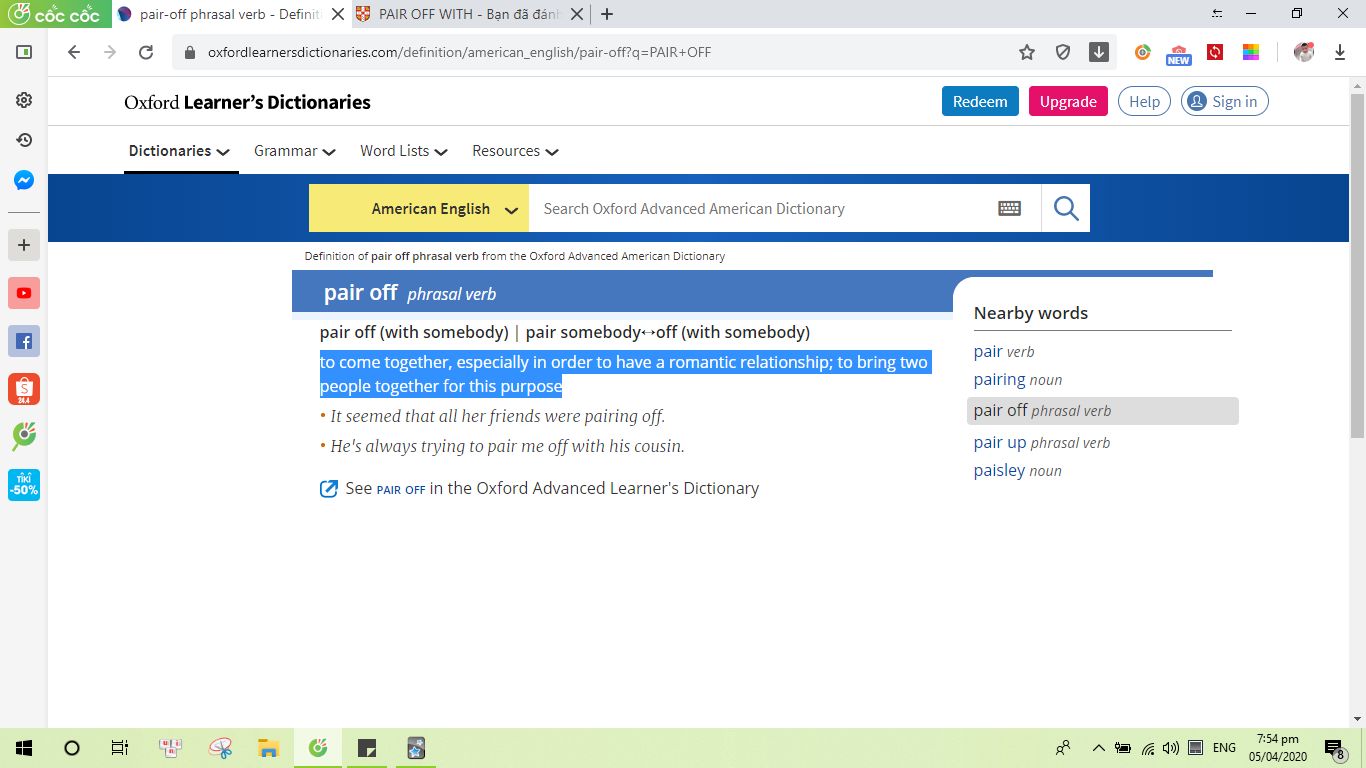 cốc cốc
pair-off phrasal verb - Definiti
PAIR OFF WITH - Bạn đã đánh
oxfordlearnersdictionaries.com/definition/american_english/pair-off?q=PAIR+OFF
NEW
Oxford Learner's Dictionaries
Redeem
Upgrade
Help
Sign in
Dictionaries
Grammar
Word Lists
Resources
American English
Search Oxford Advanced American Dictionary
Definition of pair off phrasal verb from the Oxford Advanced American Dictionary
pair off phrasal verb
pair off (with somebody) | pair somebody↔off (with somebody)
to come together, especially in order to have a romantic relationship; to bring two
people together for this purpose
• It seemed that all her friends were pairing off.
• He's always trying to pair me off with his cousin.
See PAIR OFF in the Oxford Advanced Learner's Dictionary
Nearby words
pair verb
pairing noun
pair off phrasal verb
pair up phrasal verb
paisley noun
S
24.4
TIKI
-50%
ENG
7:54 pm
05/04/2020
8